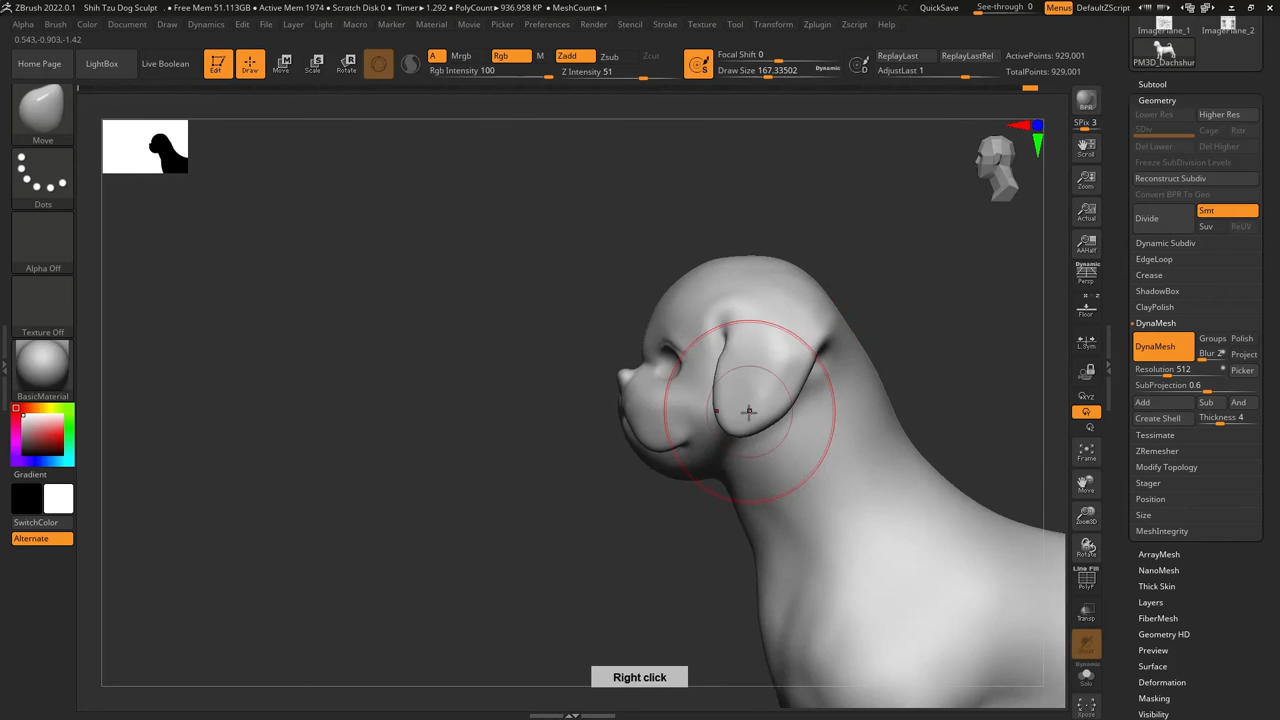 ZBrush 2022.0.1 Shih Tzu Dog Sculpt . • Free Mem 51.113GB • Active Mem 1974 • Scratch Disk 0 • Timer▸1.292 • PolyCount▸936.958 KP • MeshCount▸1 AC QuickSave See-through 0 Menus DefaultZScript
Alpha Brush Color Document Draw Dynamics Edit File Layer Light Macro Marker Material Movie Picker Preferences Render Stencil Stroke Texture Tool Transform Zplugin Zscript Help
0.543,-0.903,-1.42
Home Page LightBox Live Boolean Edit Draw Move Scale Rotate
A Mrgb Rgb M Zadd Zsub Zcut
Rgb Intensity 100 Z Intensity 51
Focal Shift 0
Draw Size 167.33502 Dynamic
ReplayLast ReplayLastRel
AdjustLast 1
ActivePoints: 929,001
TotalPoints: 929,001
Move
Dots
Alpha Off
Texture Off
BasicMaterial
Gradient
SwitchColor
Alternate
Right click
BPR
SPix 3
Scroll
Zoom
Actual
AAHalf
Dynamic
Persp
Floor
L.Sym
Frame
Move
Zoom3D
Rotate
Line Fill
PolyF
Transp
Dynamic
Solo
Xpose
ImagePlane_1 ImagePlane_2
PM3D_Dachshur
Subtool
Geometry
Lower Res Higher Res
SDiv Cage Rstr
Del Lower Del Higher
Freeze SubDivision Levels
Reconstruct Subdiv
Convert BPR To Geo
Divide Smt
Suv ReUV
Dynamic Subdiv
EdgeLoop
Crease
ShadowBox
ClayPolish
DynaMesh
DynaMesh Groups Polish
Blur 2 Project
Resolution 512 Picker
SubProjection 0.6
Add Sub And
Create Shell Thickness 4
Tessimate
ZRemesher
Modify Topology
Stager
Position
Size
MeshIntegrity
ArrayMesh
NanoMesh
Thick Skin
Layers
FiberMesh
Geometry HD
Preview
Surface
Deformation
Masking
Visibility